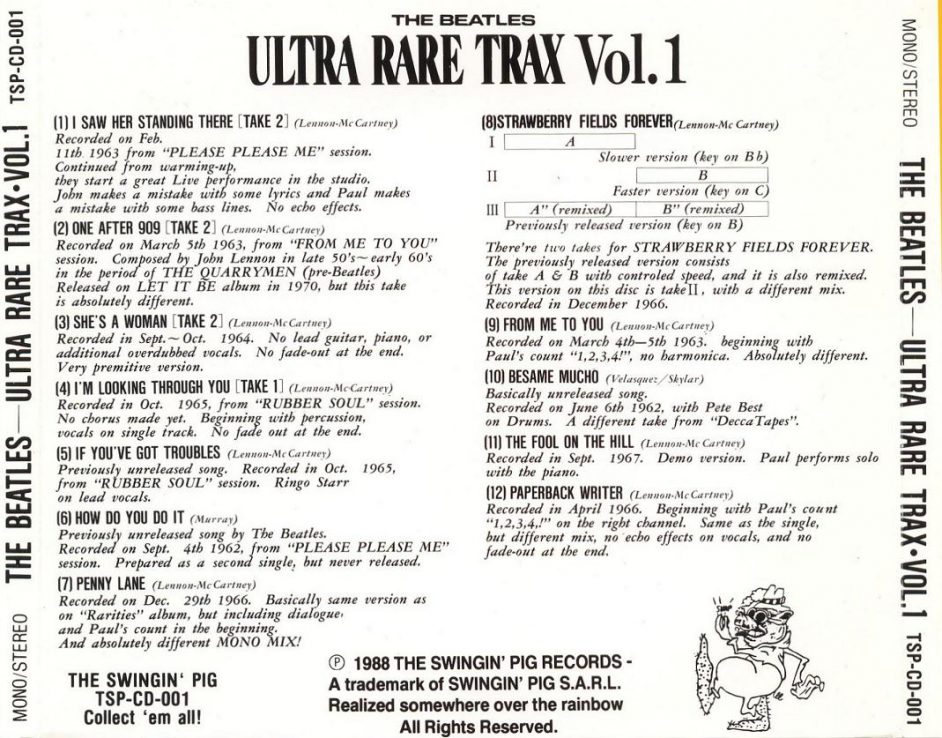 THE BEATLES
ULTRA RARE TRAX Vol.1
TSP-CD-001
THE BEATLES—ULTRA RARE TRAX•VOL.1
MONO/STEREO
(1) I SAW HER STANDING THERE [TAKE 2] (Lennon-McCartney)
Recorded on Feb.
11th 1963 from “PLEASE PLEASE ME” session.
Continued from warming-up,
they start a great Live performance in the studio.
John makes a mistake with some lyrics and Paul makes
a mistake with some bass lines. No echo effects.
(2) ONE AFTER 909 [TAKE 2] (Lennon-McCartney)
Recorded on March 5th 1963, from “FROM ME TO YOU”
session. Composed by John Lennon in late 50's~early 60's
in the period of THE QUARRYMEN (pre-Beatles)
Released on LET IT BE album in 1970, but this take
is absolutely different.
(3) SHE'S A WOMAN [TAKE 2] (Lennon-McCartney)
Recorded in Sept.~ Oct. 1964. No lead guitar, piano, or
additional overdubbed vocals. No fade-out at the end.
Very premitive version.
(4) I'M LOOKING THROUGH YOU [TAKE 1] (Lennon-McCartney)
Recorded in Oct. 1965, from “RUBBER SOUL” session.
No chorus made yet. Beginning with percussion,
vocals on single track. No fade out at the end.
(5) IF YOU'VE GOT TROUBLES (Lennon-McCartney)
Previously unreleased song. Recorded in Oct. 1965,
from “RUBBER SOUL” session. Ringo Starr
on lead vocals.
(6) HOW DO YOU DO IT (Murray)
Previously unreleased song by The Beatles.
Recorded on Sept. 4th 1962, from “PLEASE PLEASE ME”
session. Prepared as a second single, but never released.
(7) PENNY LANE (Lennon-McCartney)
Recorded on Dec. 29th 1966. Basically same version as
on “Rarities” album, but including dialogue,
and Paul's count in the beginning.
And absolutely different MONO MIX!
(8)STRAWBERRY FIELDS FOREVER(Lennon-McCartney)
I A
Slower version (key on Bb)
II B
Faster version (key on C)
III A” (remixed) B” (remixed)
Previously released version (key on B)
There're two takes for STRAWBERRY FIELDS FOREVER.
The previously released version consists
of take A & B with controled speed, and it is also remixed.
This version on this disc is take II, with a different mix.
Recorded in December 1966.
(9) FROM ME TO YOU (Lennon-McCartney)
Recorded on March 4th—5th 1963. beginning with
Paul's count “1,2,3,4!”, no harmonica. Absolutely different.
(10) BESAME MUCHO (Velasquez/Skylar)
Basically unreleased song.
Recorded on June 6th 1962, with Pete Best
on Drums. A different take from “DeccaTapes”.
(11) THE FOOL ON THE HILL (Lennon-McCartney)
Recorded in Sept. 1967. Demo version. Paul performs solo
with the piano.
(12) PAPERBACK WRITER (Lennon-McCartney)
Recorded in April 1966. Beginning with Paul's count
“1,2,3,4,!” on the right channel. Same as the single,
but different mix, no echo effects on vocals, and no
fade-out at the end.
THE SWINGIN' PIG
TSP-CD-001
Collect 'em all!
℗ 1988 THE SWINGIN' PIG RECORDS -
A trademark of SWINGIN' PIG S.A.R.L.
Realized somewhere over the rainbow
All Rights Reserved.
MONO/STEREO
THE BEATLES—ULTRA RARE TRAX•VOL.1
TSP-CD-001